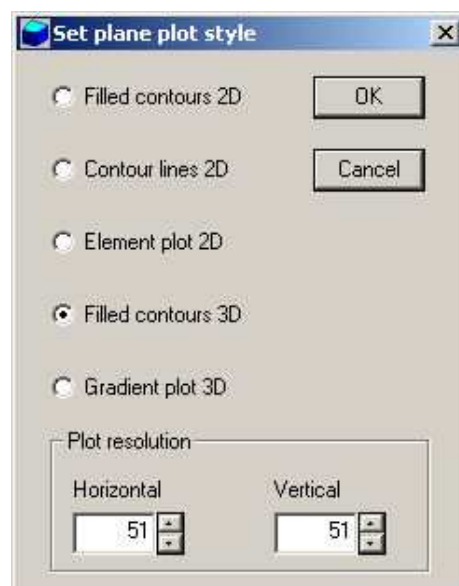 Set plane plot style
Filled contours 2D
OK
Contour lines 2D
Cancel
Element plot 2D
Filled contours 3D
Gradient plot 3D
Plot resolution
Horizontal
Vertical
51
51